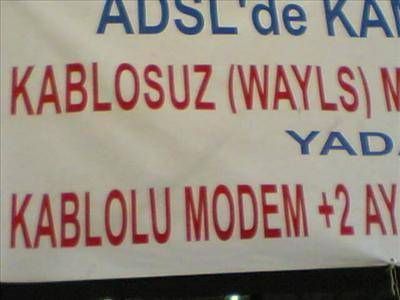 ADSL'de KA
KABLOSUZ (WAYLS) M
YADA
KABLOLU MODEM +2 AY